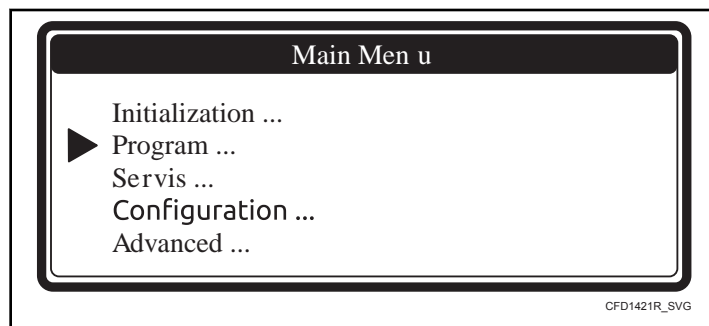 Main Men u
Initialization ...
Program ...
Servis ...
Configuration ...
Advanced ...
CFD1421R_SVG